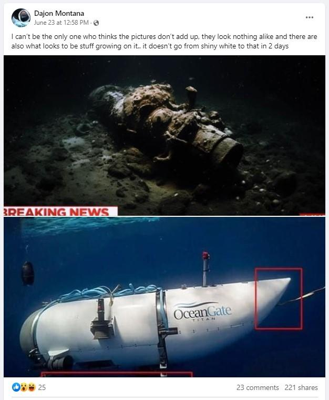 Dajon Montana
June 23 at 12:58 PM ·
I can't be the only one who thinks the pictures don't add up, they look nothing alike and there are
also what looks to be stuff growing on it.. it doesn't go from shiny white to that in 2 days
BREAKING NEWS
OceanGate
TITAN
25
23 comments 221 shares